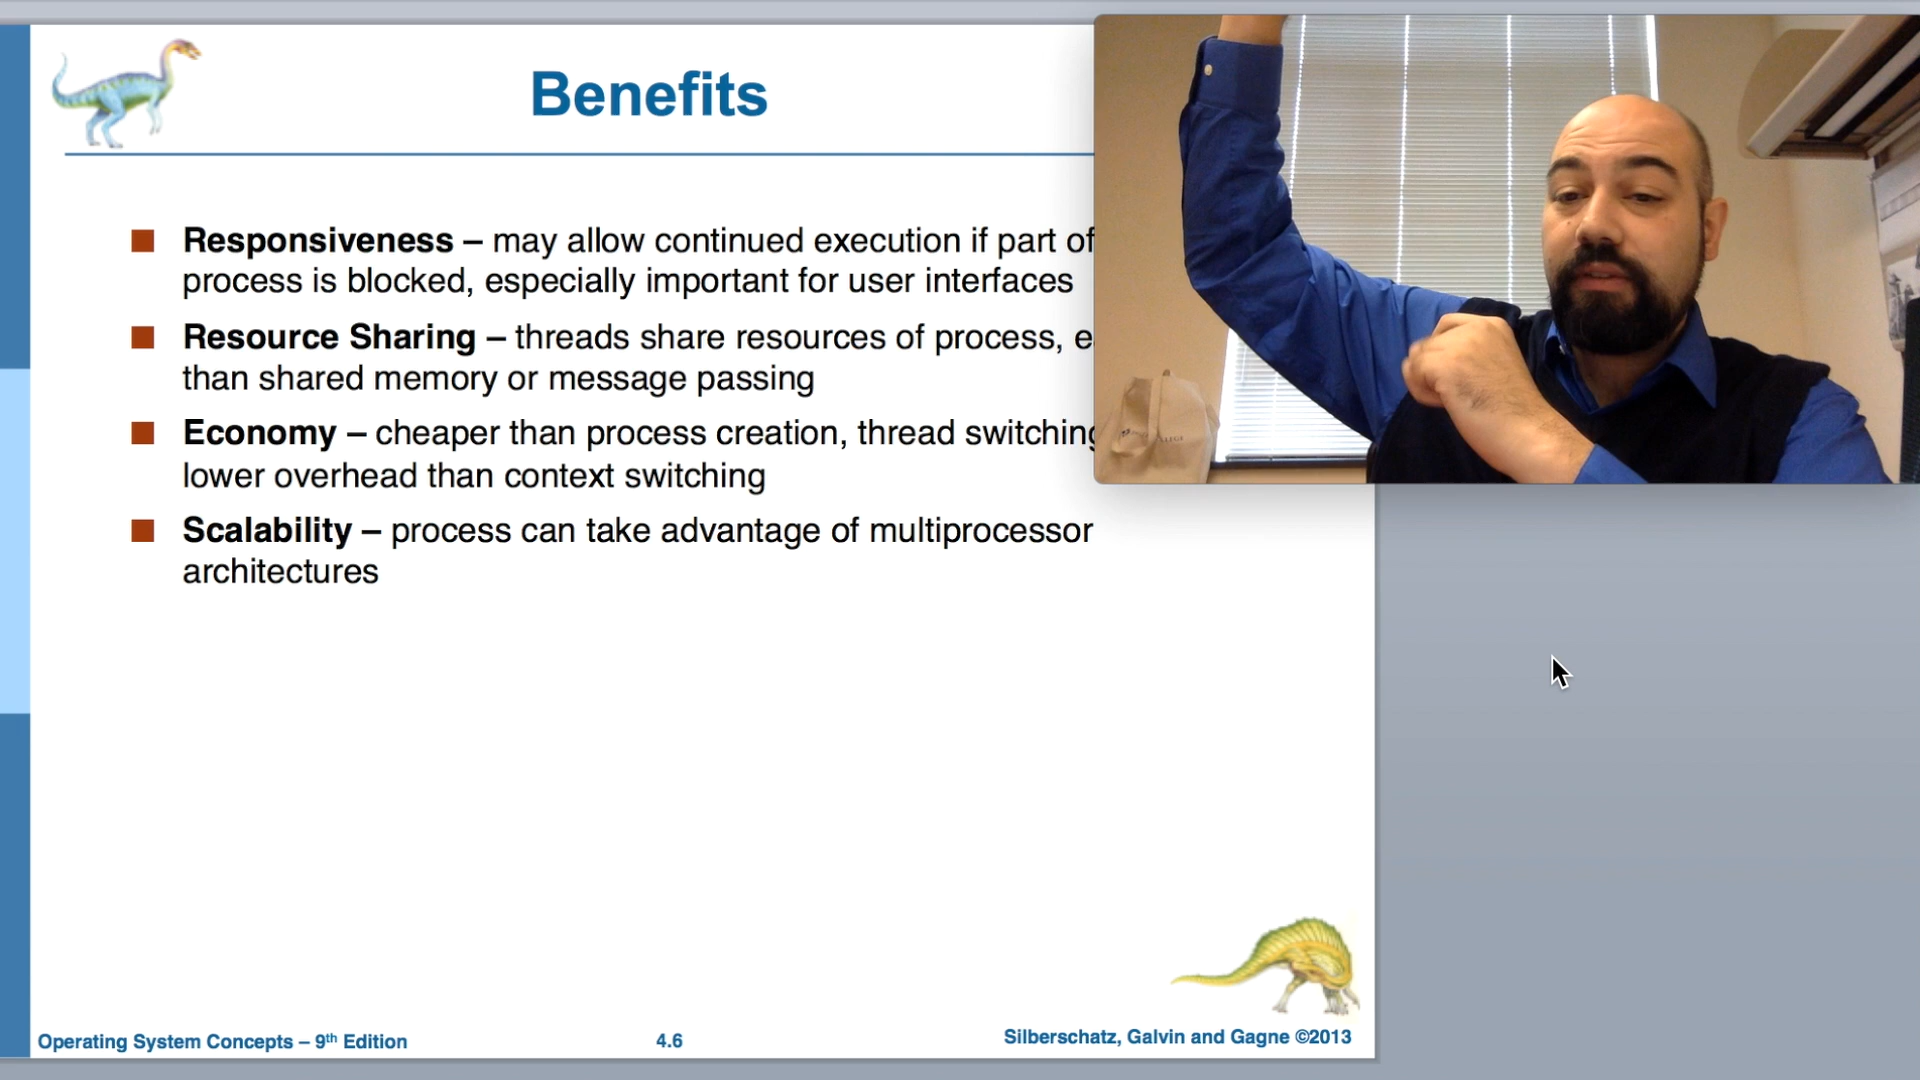 Benefits
Responsiveness – may allow continued execution if part of
process is blocked, especially important for user interfaces
Resource Sharing – threads share resources of process,
than shared memory or message passing
Economy – cheaper than process creation, thread switching
lower overhead than context switching
Scalability – process can take advantage of multiprocessor
architectures
Operating System Concepts – 9th Edition
4.6
Silberschatz, Galvin and Gagne ©2013